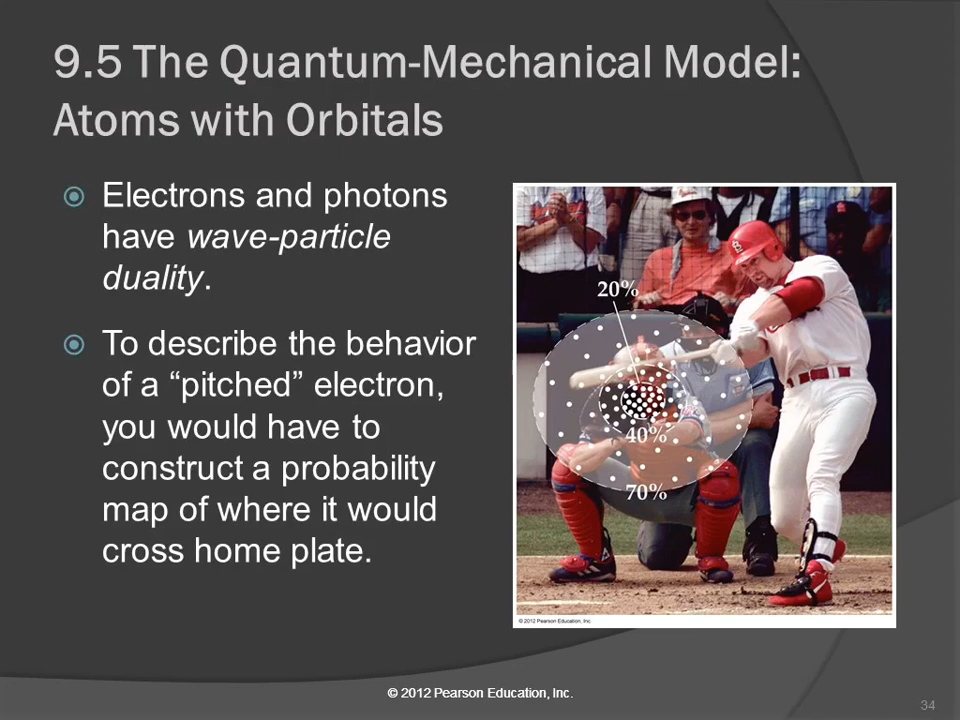 9.5 The Quantum-Mechanical Model:
Atoms with Orbitals
Electrons and photons
have wave-particle
duality.
To describe the behavior
of a “pitched” electron,
you would have to
construct a probability
map of where it would
cross home plate.
20%
40%
70%
© 2012 Pearson Education, Inc.
© 2012 Pearson Education, Inc.
34